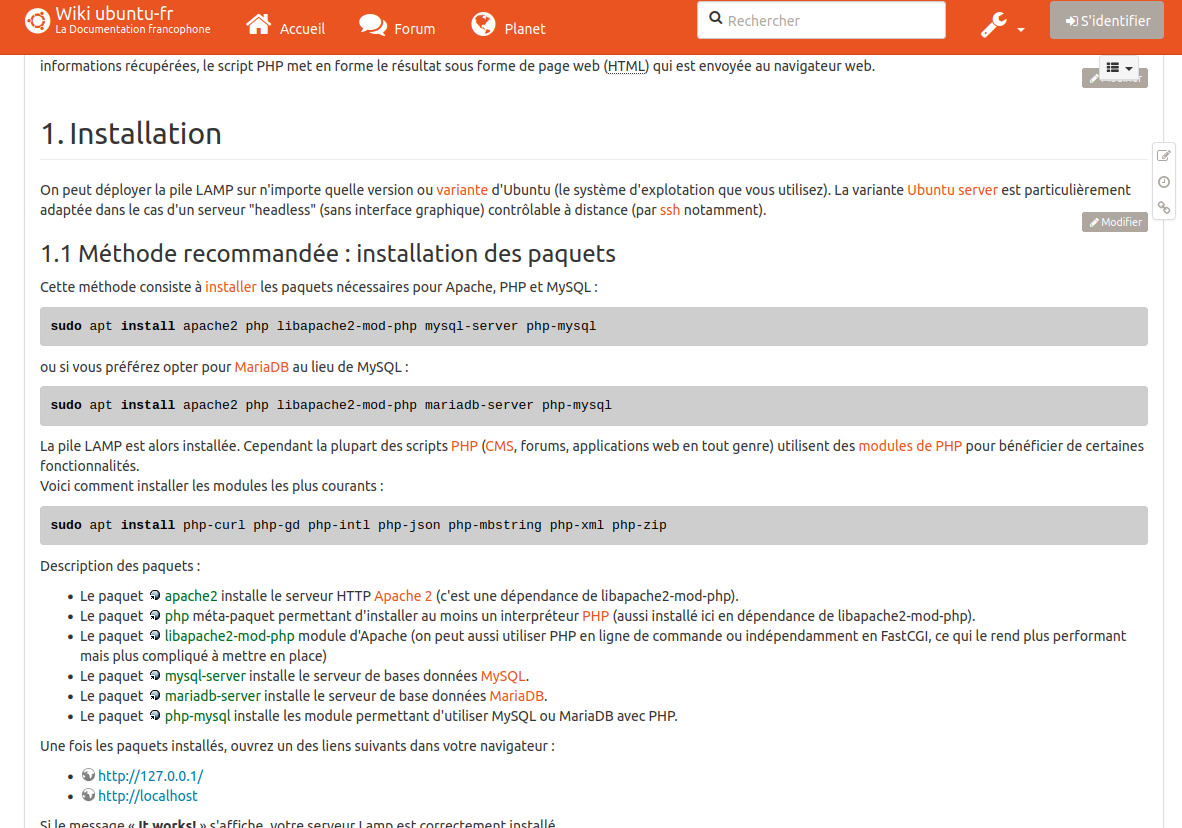 Wiki ubuntu-fr
La Documentation francophone
Accueil
Forum
Planet
Rechercher
S'identifier
informations récupérées, le script PHP met en forme le résultat sous forme de page web (HTML) qui est envoyée au navigateur web.
1. Installation
On peut déployer la pile LAMP sur n'importe quelle version ou variante d'Ubuntu (le système d'explotation que vous utilisez). La variante Ubuntu server est particulièrement
adaptée dans le cas d'un serveur "headless" (sans interface graphique) contrôlable à distance (par ssh notamment).
Modifier
1.1 Méthode recommandée : installation des paquets
Cette méthode consiste à installer les paquets nécessaires pour Apache, PHP et MySQL :
sudo apt install apache2 php libapache2-mod-php mysql-server php-mysql
ou si vous préférez opter pour MariaDB au lieu de MySQL :
sudo apt install apache2 php libapache2-mod-php mariadb-server php-mysql
La pile LAMP est alors installée. Cependant la plupart des scripts PHP (CMS, forums, applications web en tout genre) utilisent des modules de PHP pour bénéficier de certaines
fonctionnalités.
Voici comment installer les modules les plus courants :
sudo apt install php-curl php-gd php-intl php-json php-mbstring php-xml php-zip
Description des paquets :
• Le paquet apache2 installe le serveur HTTP Apache 2 (c'est une dépendance de libapache2-mod-php).
• Le paquet php méta-paquet permettant d'installer au moins un interpréteur PHP (aussi installé ici en dépendance de libapache2-mod-php).
• Le paquet libapache2-mod-php module d'Apache (on peut aussi utiliser PHP en ligne de commande ou indépendamment en FastCGI, ce qui le rend plus performant
mais plus compliqué à mettre en place)
• Le paquet mysql-server installe le serveur de bases données MySQL.
• Le paquet mariadb-server installe le serveur de base données MariaDB.
• Le paquet php-mysql installe les module permettant d'utiliser MySQL ou MariaDB avec PHP.
Une fois les paquets installés, ouvrez un des liens suivants dans votre navigateur :
• http://127.0.0.1/
• http://localhost
Si le message « It works! » s'affiche, votre serveur Lamp est correctement installé.